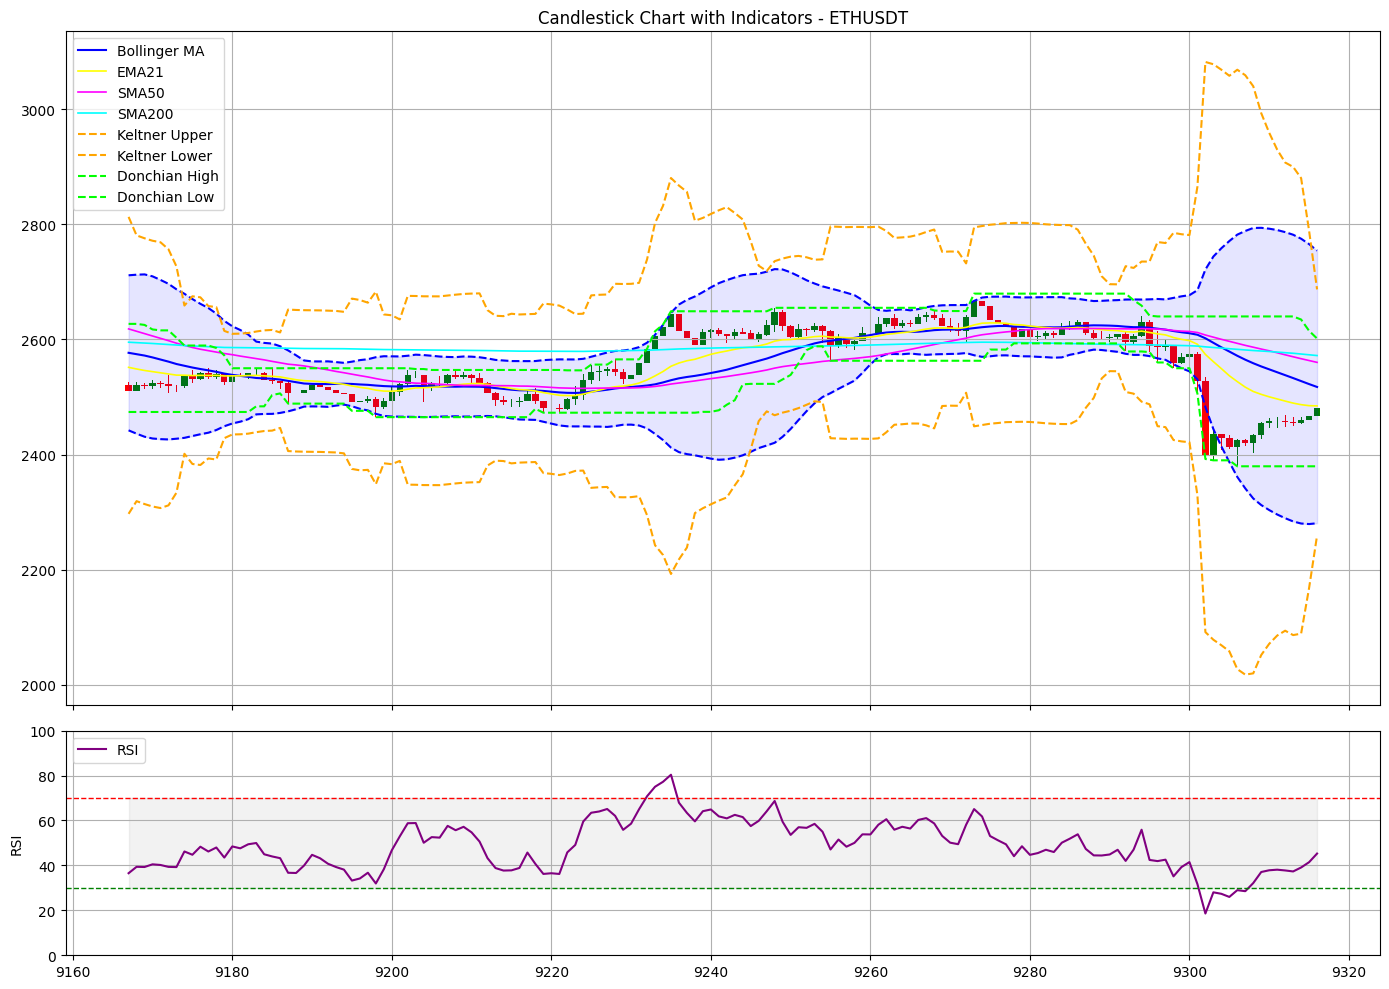 Candlestick Chart with Indicators - ETHUSDT
Bollinger MA
EMA21
SMA50
SMA200
Keltner Upper
Keltner Lower
Donchian High
Donchian Low
3000
2800
2600
2400
2200
2000
RSI
100
80
60
40
20
0
RSI
9160 9180 9200 9220 9240 9260 9280 9300 9320